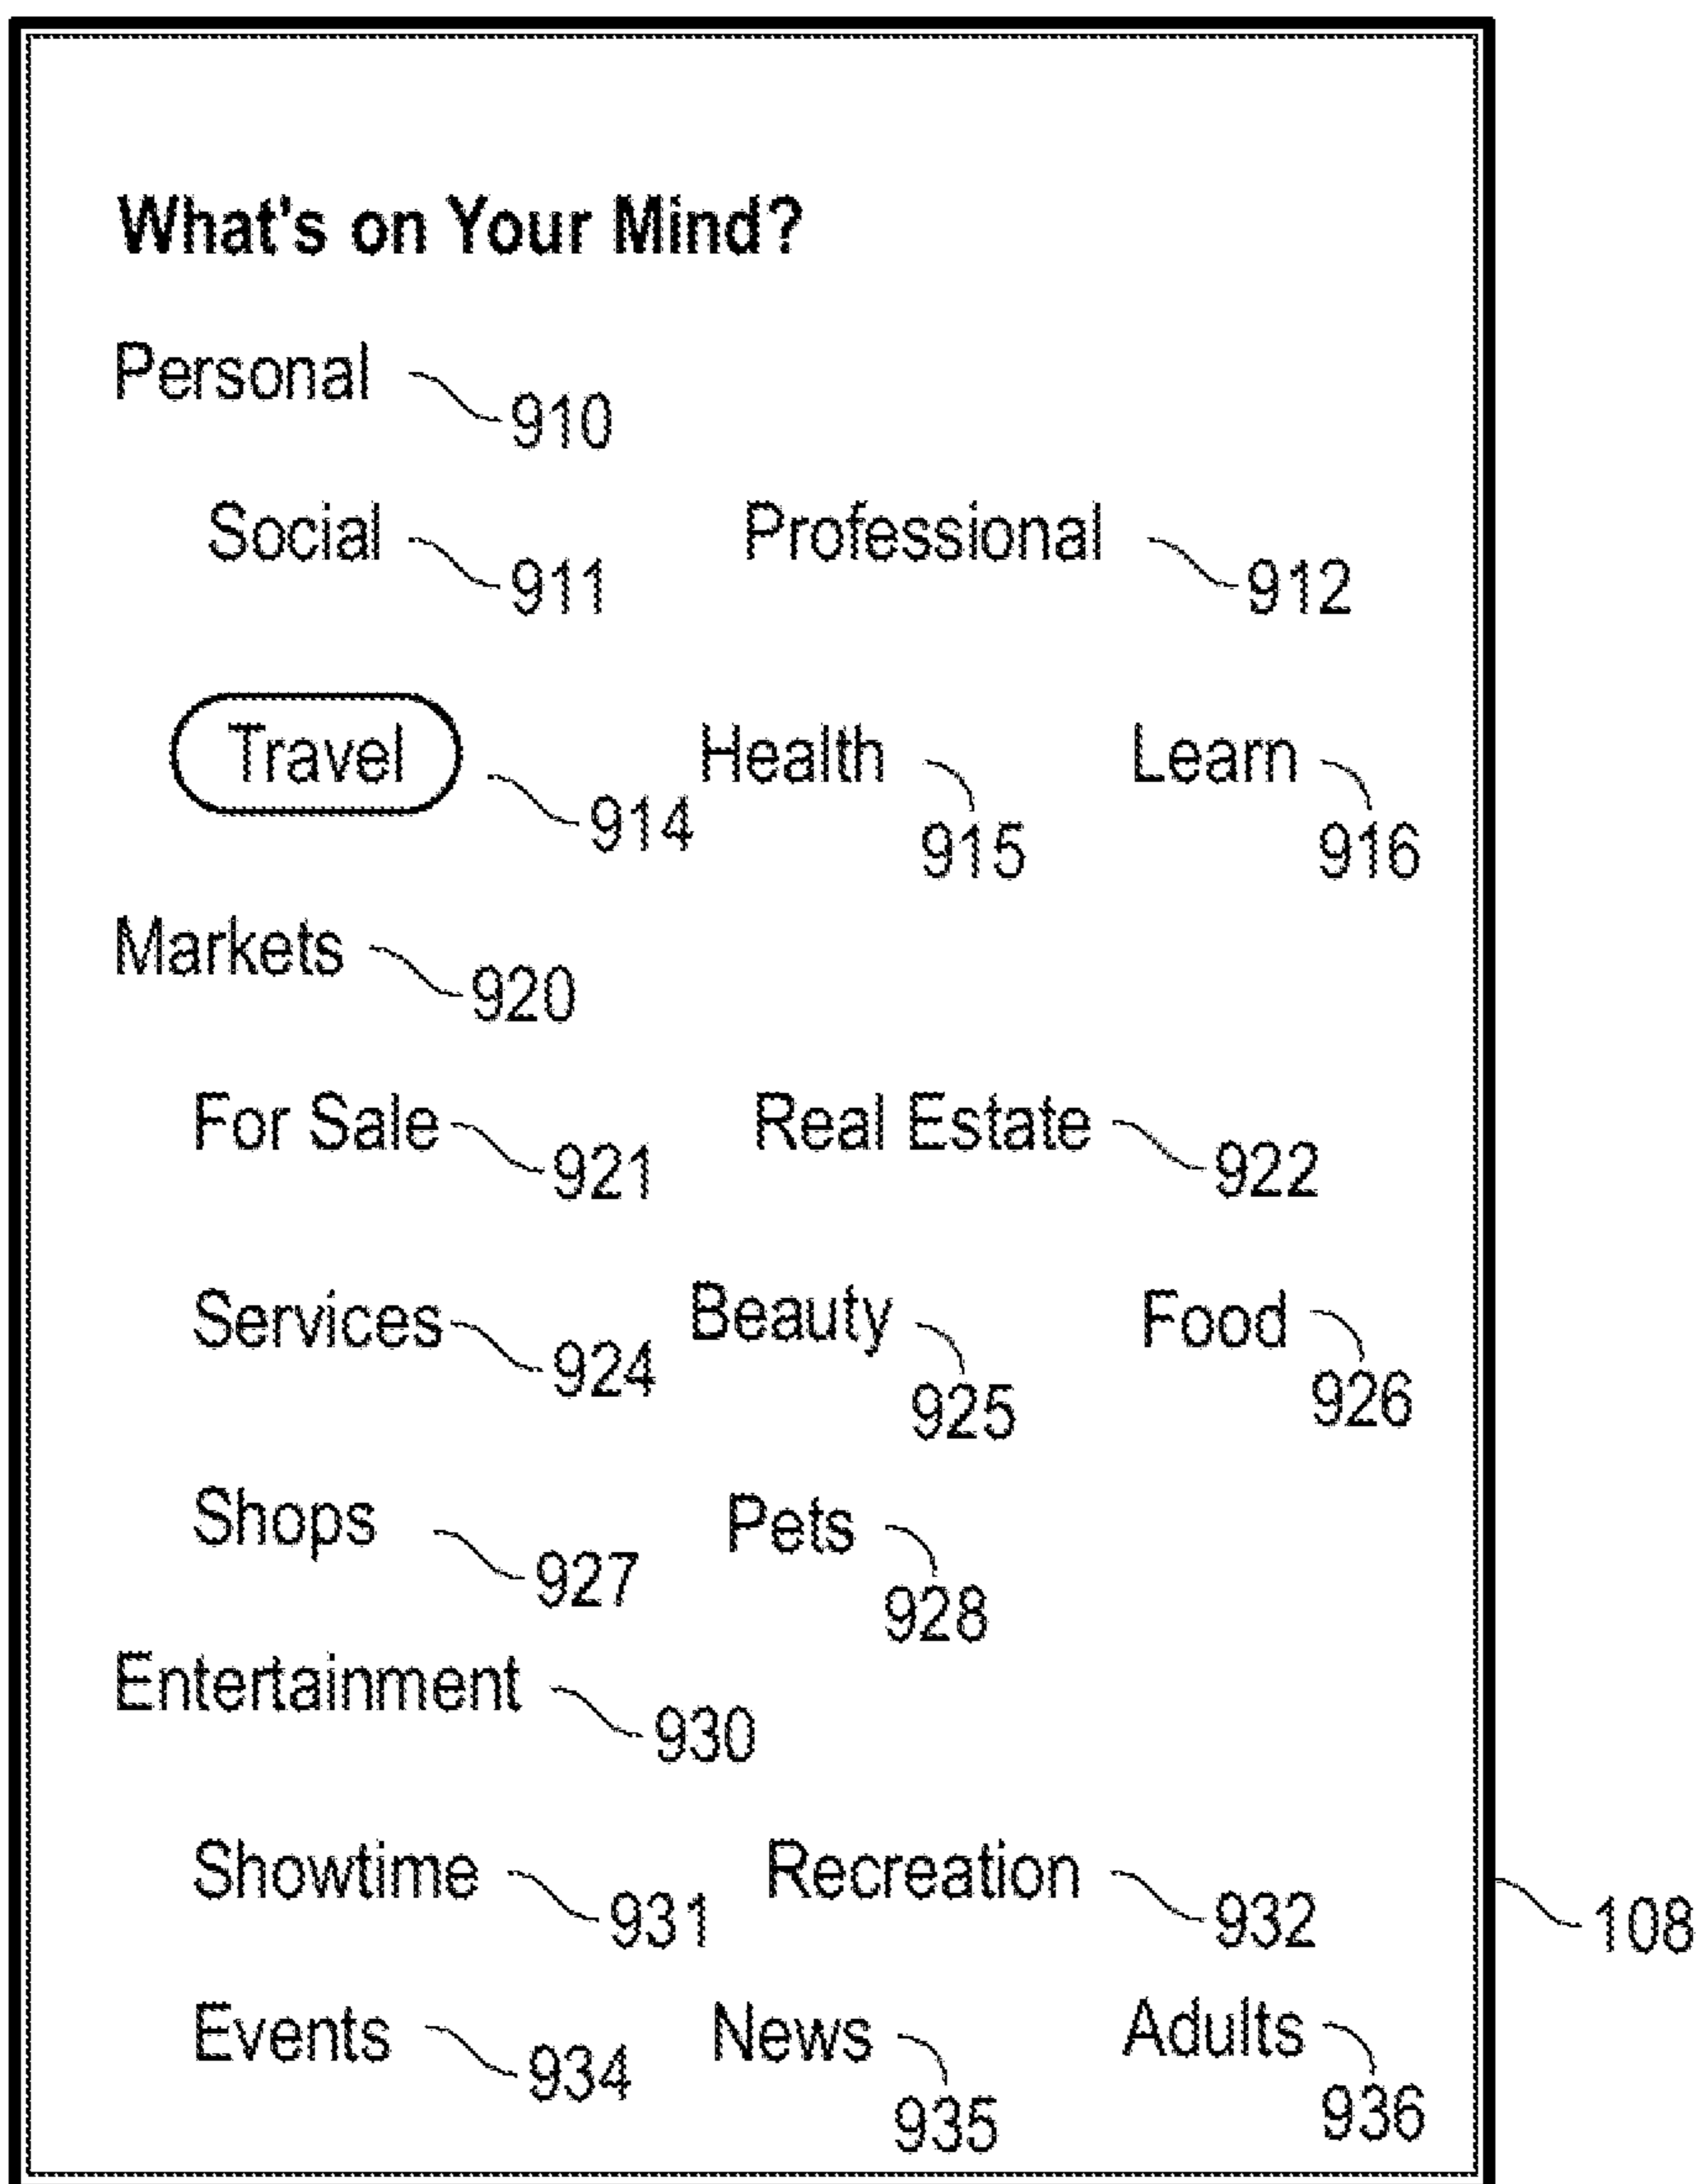 What's on Your Mind?
Personal 910
Social 911 Professional 912
Travel 914 Health 915 Learn 916
Markets 920
For Sale 921 Real Estate 922
Services 924 Beauty 925 Food 926
Shops 927 Pets 928
Entertainment 930
Showtime 931 Recreation 932 108
Events 934 News 935 Adults 936